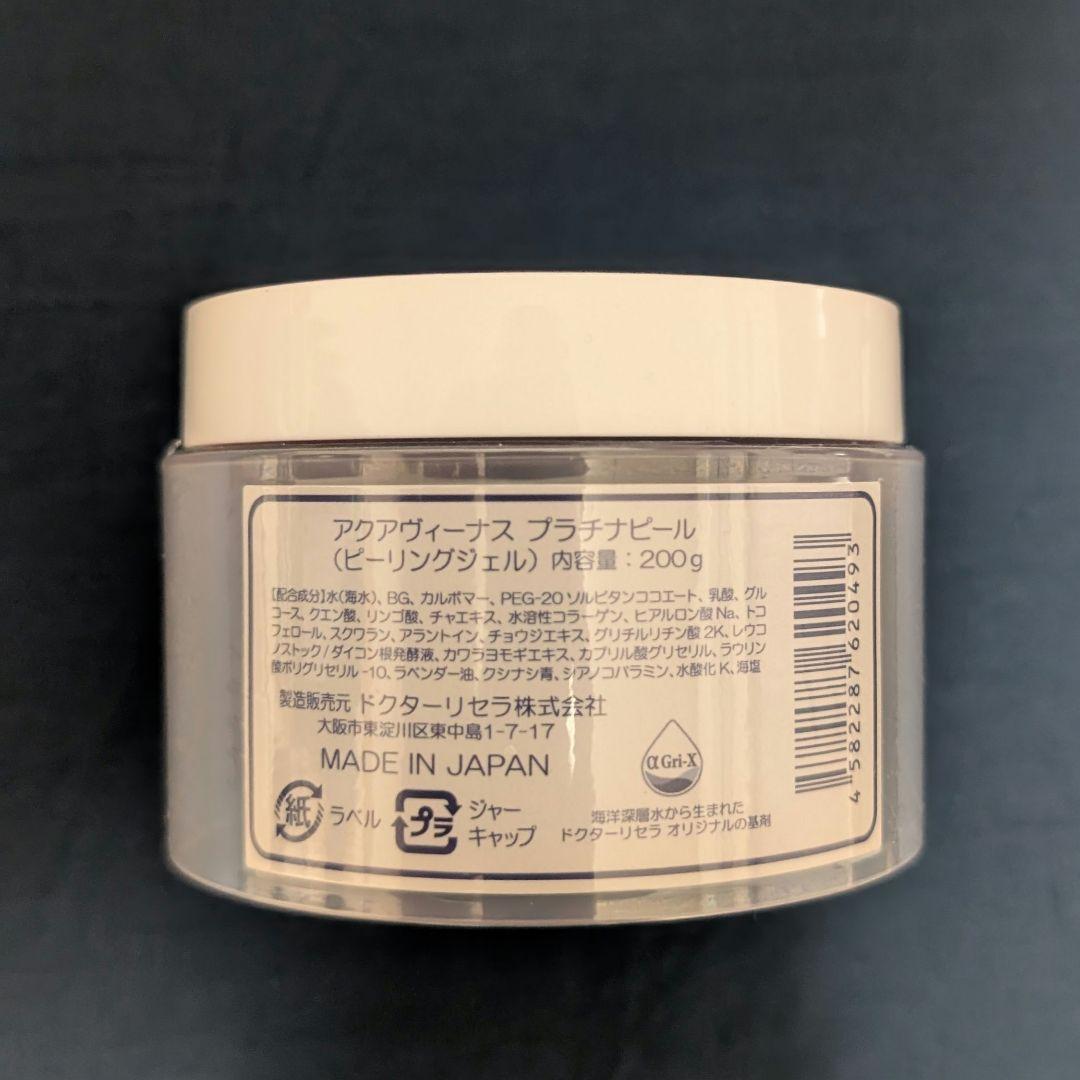 アクアヴィーナス プラチナピール
(ピーリングジェル) 内容量：200g
【配合成分】水(海水)、BG、カルボマー、PEG-20ソルビタンココエート、乳酸、グル
コース、クエン酸、リンゴ酸、チャエキス、水溶性コラーゲン、ヒアルロン酸Na、トコ
フェロール、スクワラン、アラントイン、チョウジエキス、グリチルリチン酸2K、レウコ
ノストック/ダイコン根発酵液、カワラヨモギエキス、カプリル酸グリセリル、ラウリン
酸ポリグリセリル-10、ラベンダー油、クシナシ青、シアノコバラミン、水酸化K、海塩
製造販売元 ドクターリセラ株式会社
大阪市東淀川区東中島1-7-17
MADE IN JAPAN
紙 ラベル
プラ ジャー
キャップ
α Gri-X
海洋深層水から生まれた
ドクターリセラ オリジナルの基剤
4 582287 620493